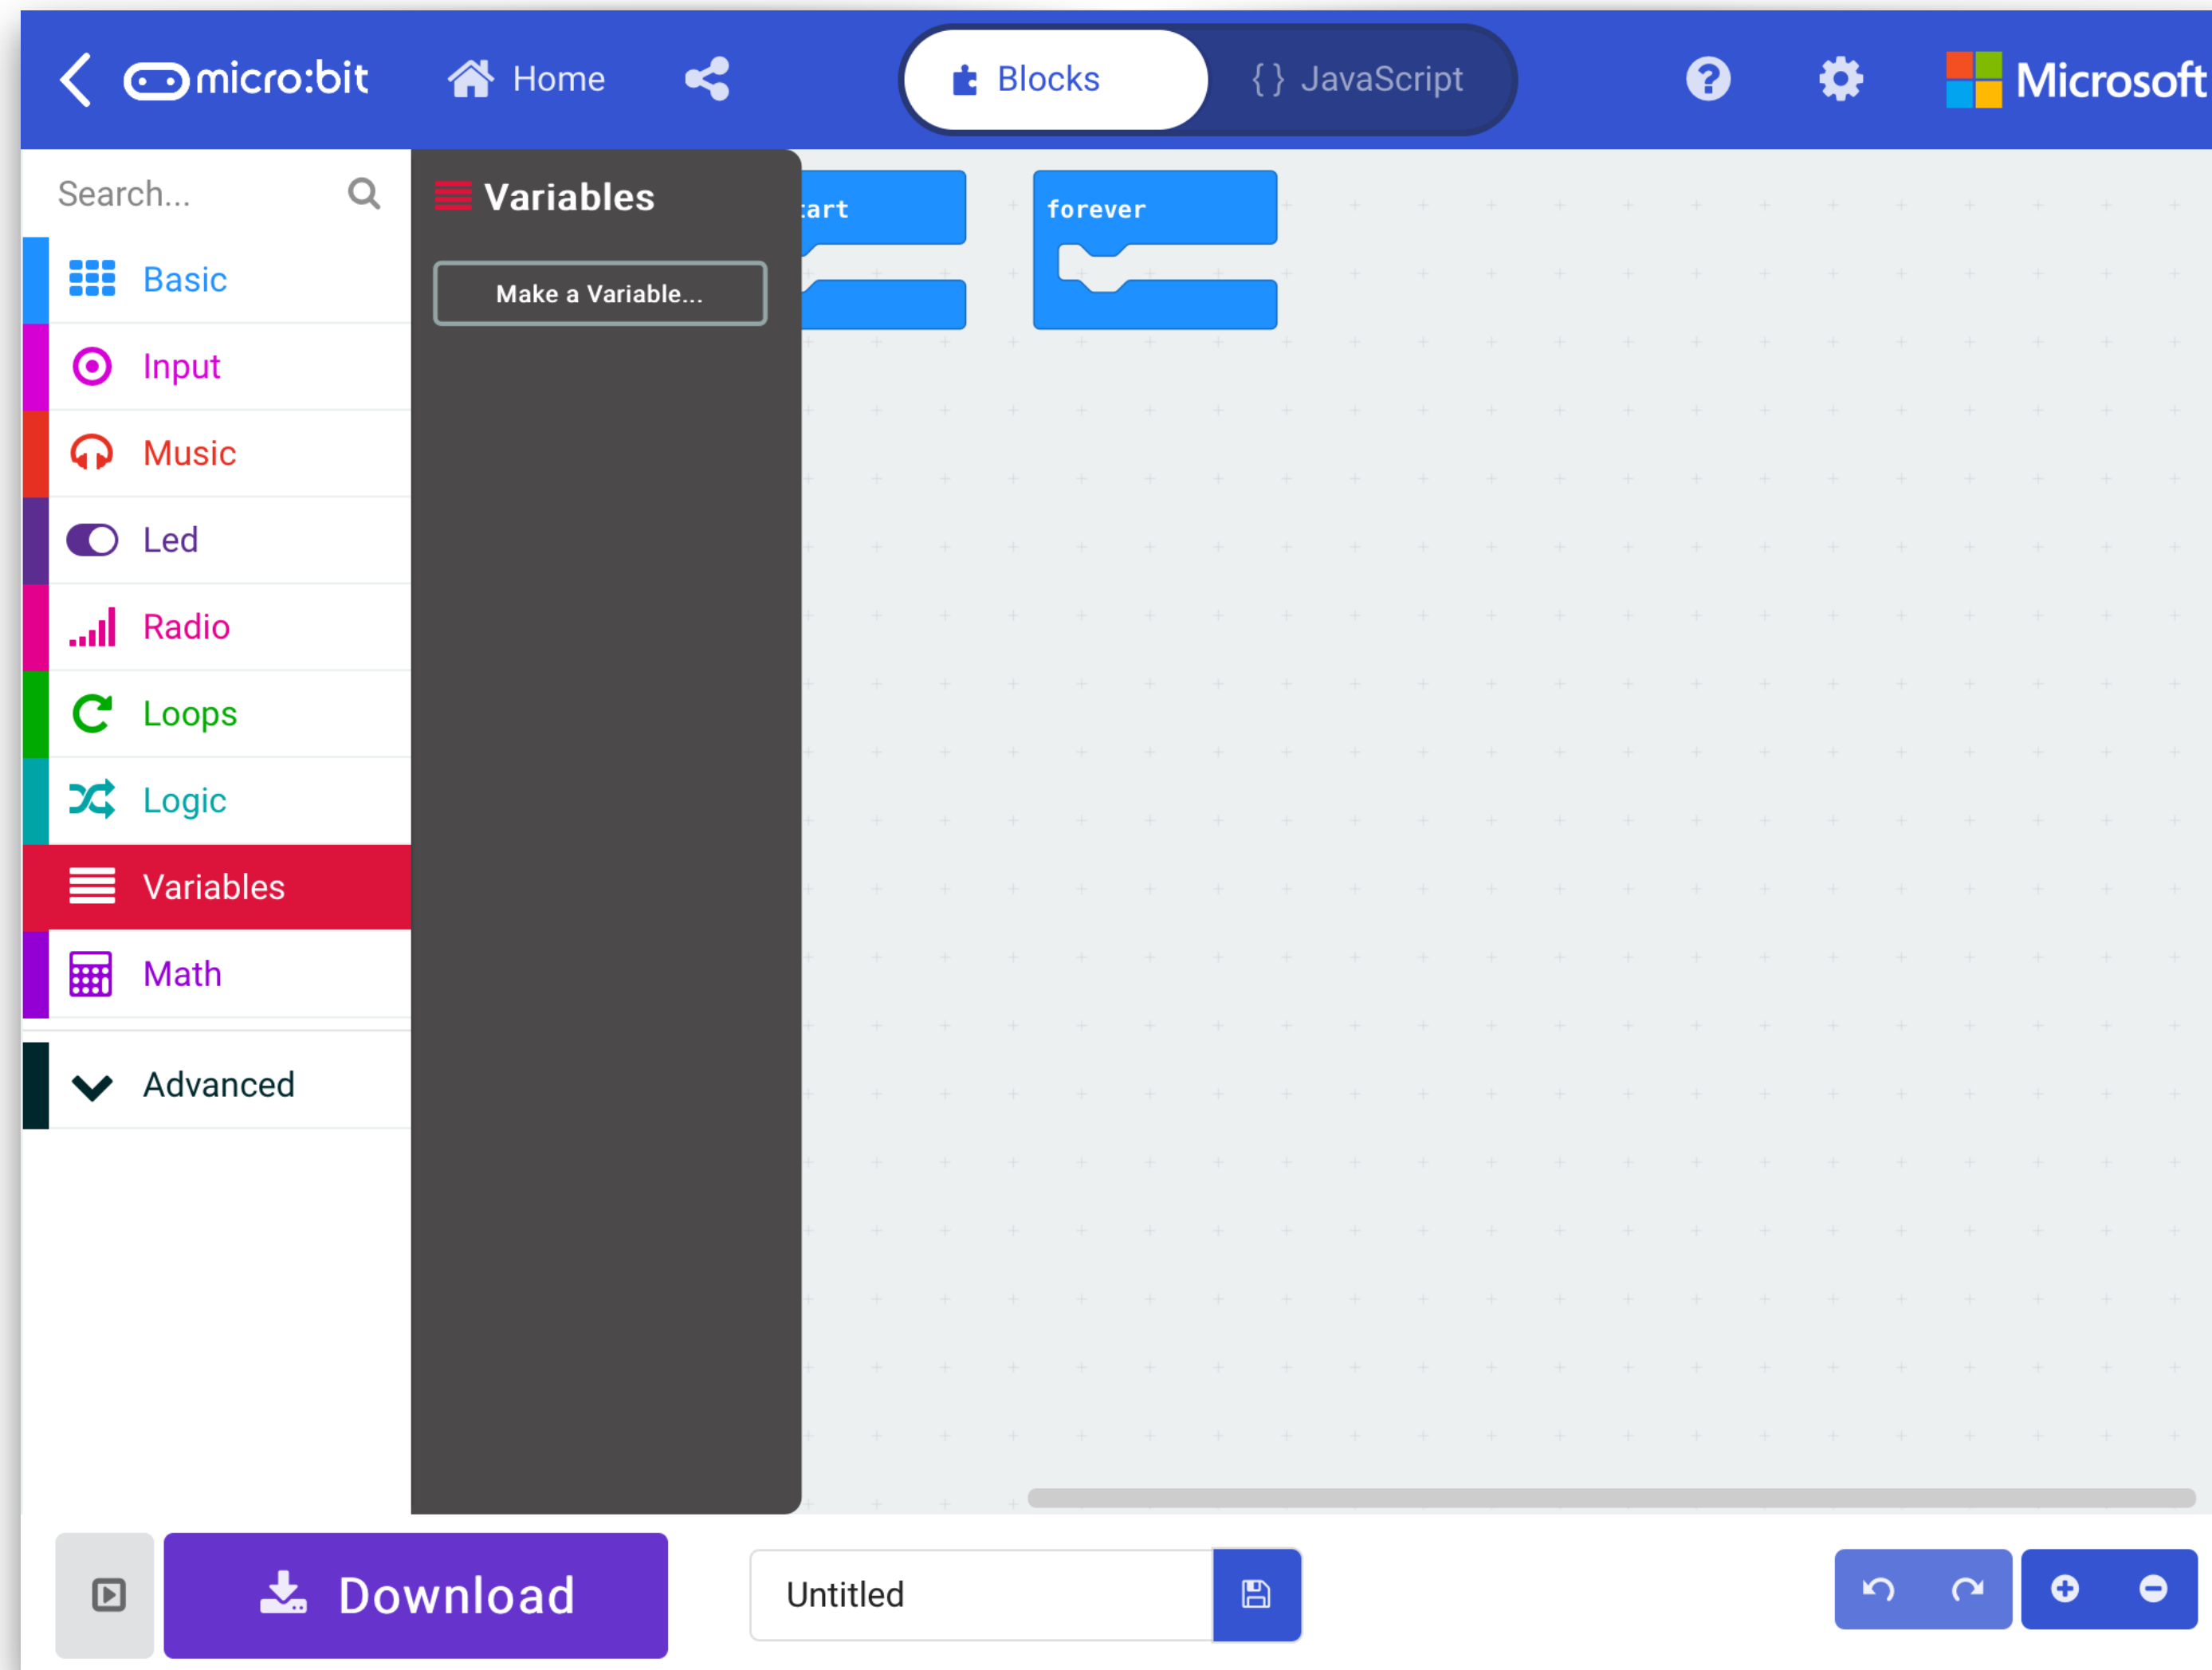 micro:bit
Home
Blocks
{ } JavaScript
Microsoft
Search...
Basic
Input
Music
Led
Radio
Loops
Logic
Variables
Math
Advanced
Variables
Make a Variable...
tart
forever
Download
Untitled